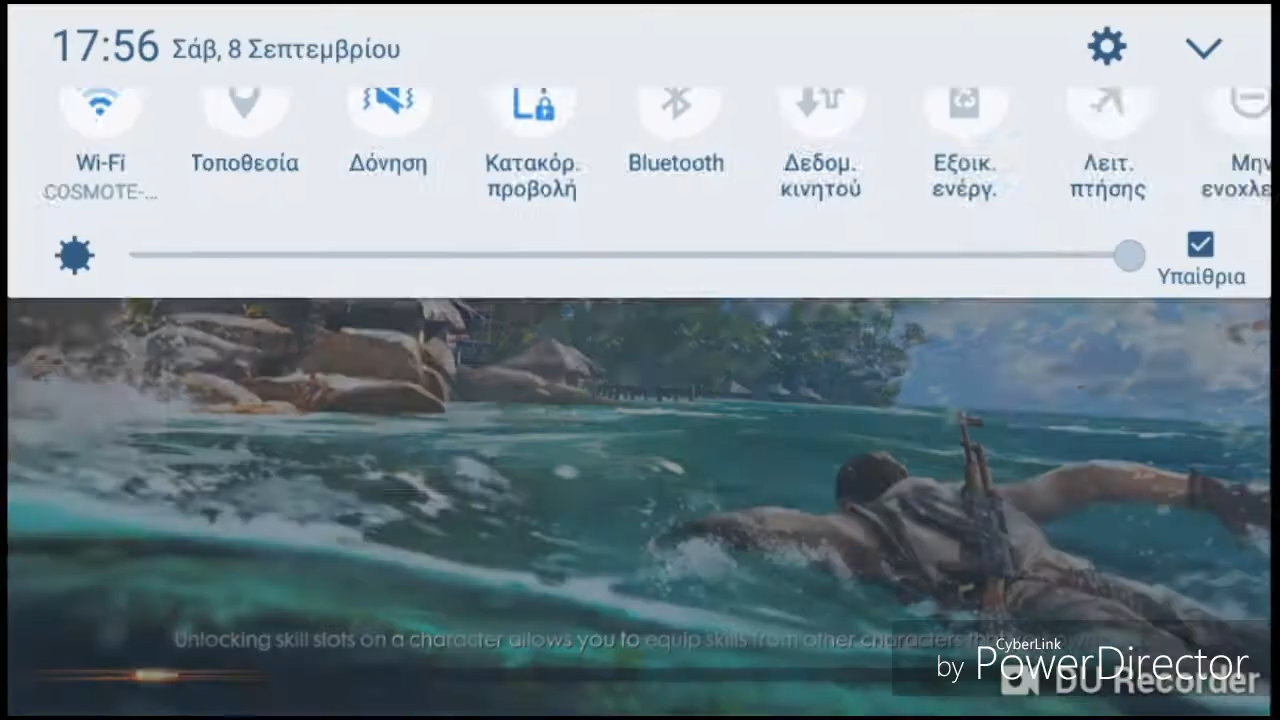 17:56 Σάβ, 8 Σεπτεμβρίου
Wi-Fi
COSMOTE-...
Τοποθεσία
Δόνηση
Κατακόρ.
προβολή
Bluetooth
Δεδομ.
κινητού
Εξοικ.
ενέργ.
Λειτ.
πτήσης
Μην
ενοχλε
Υπαίθρια
Unlocking skill slots on a character allows you to equip skills from other characters
CyberLink
by PowerDirector
DU Recorder